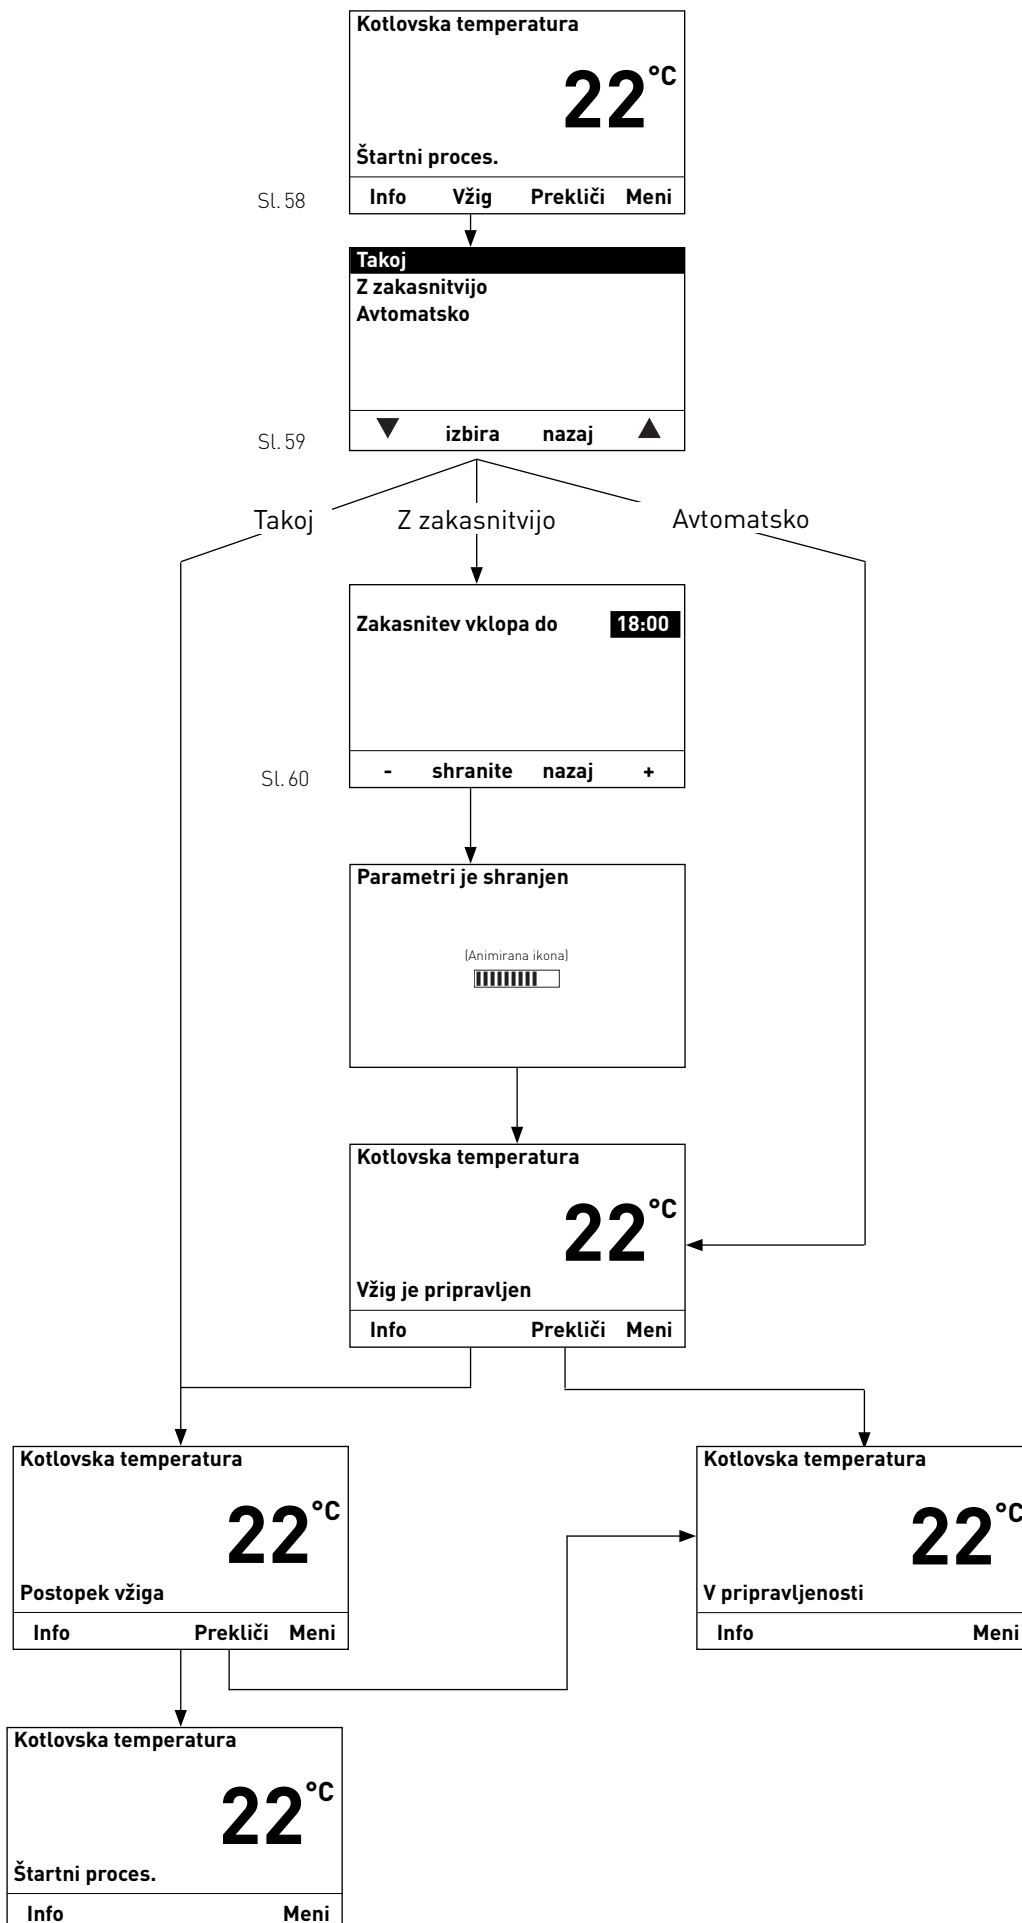 Kotlovska temperatura
22 °C
Štartni proces.
Info Vžig Prekliči Meni
Sl. 58
Takoj
Z zakasnitvijo
Avtomatsko
▼ izbira nazaj ▲
Sl. 59
Takoj Z zakasnitvijo Avtomatsko
Zakasnitev vklopa do 18:00
- shranite nazaj +
Sl. 60
Parametri je shranjen
(Animirana ikona)
Kotlovska temperatura
22 °C
Vžig je pripravljen
Info Prekliči Meni
Kotlovska temperatura
22 °C
Postopek vžiga
Info Prekliči Meni
Kotlovska temperatura
22 °C
V pripravljenosti
Info Meni
Kotlovska temperatura
22 °C
Štartni proces.
Info Meni